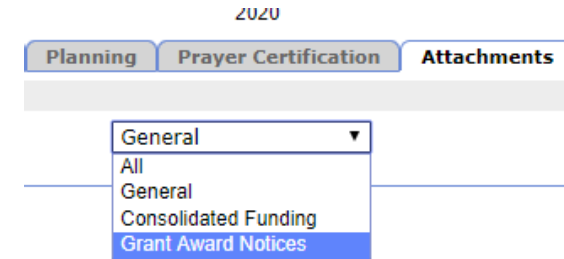 2020
Planning Prayer Certification Attachments
General
All
General
Consolidated Funding
Grant Award Notices